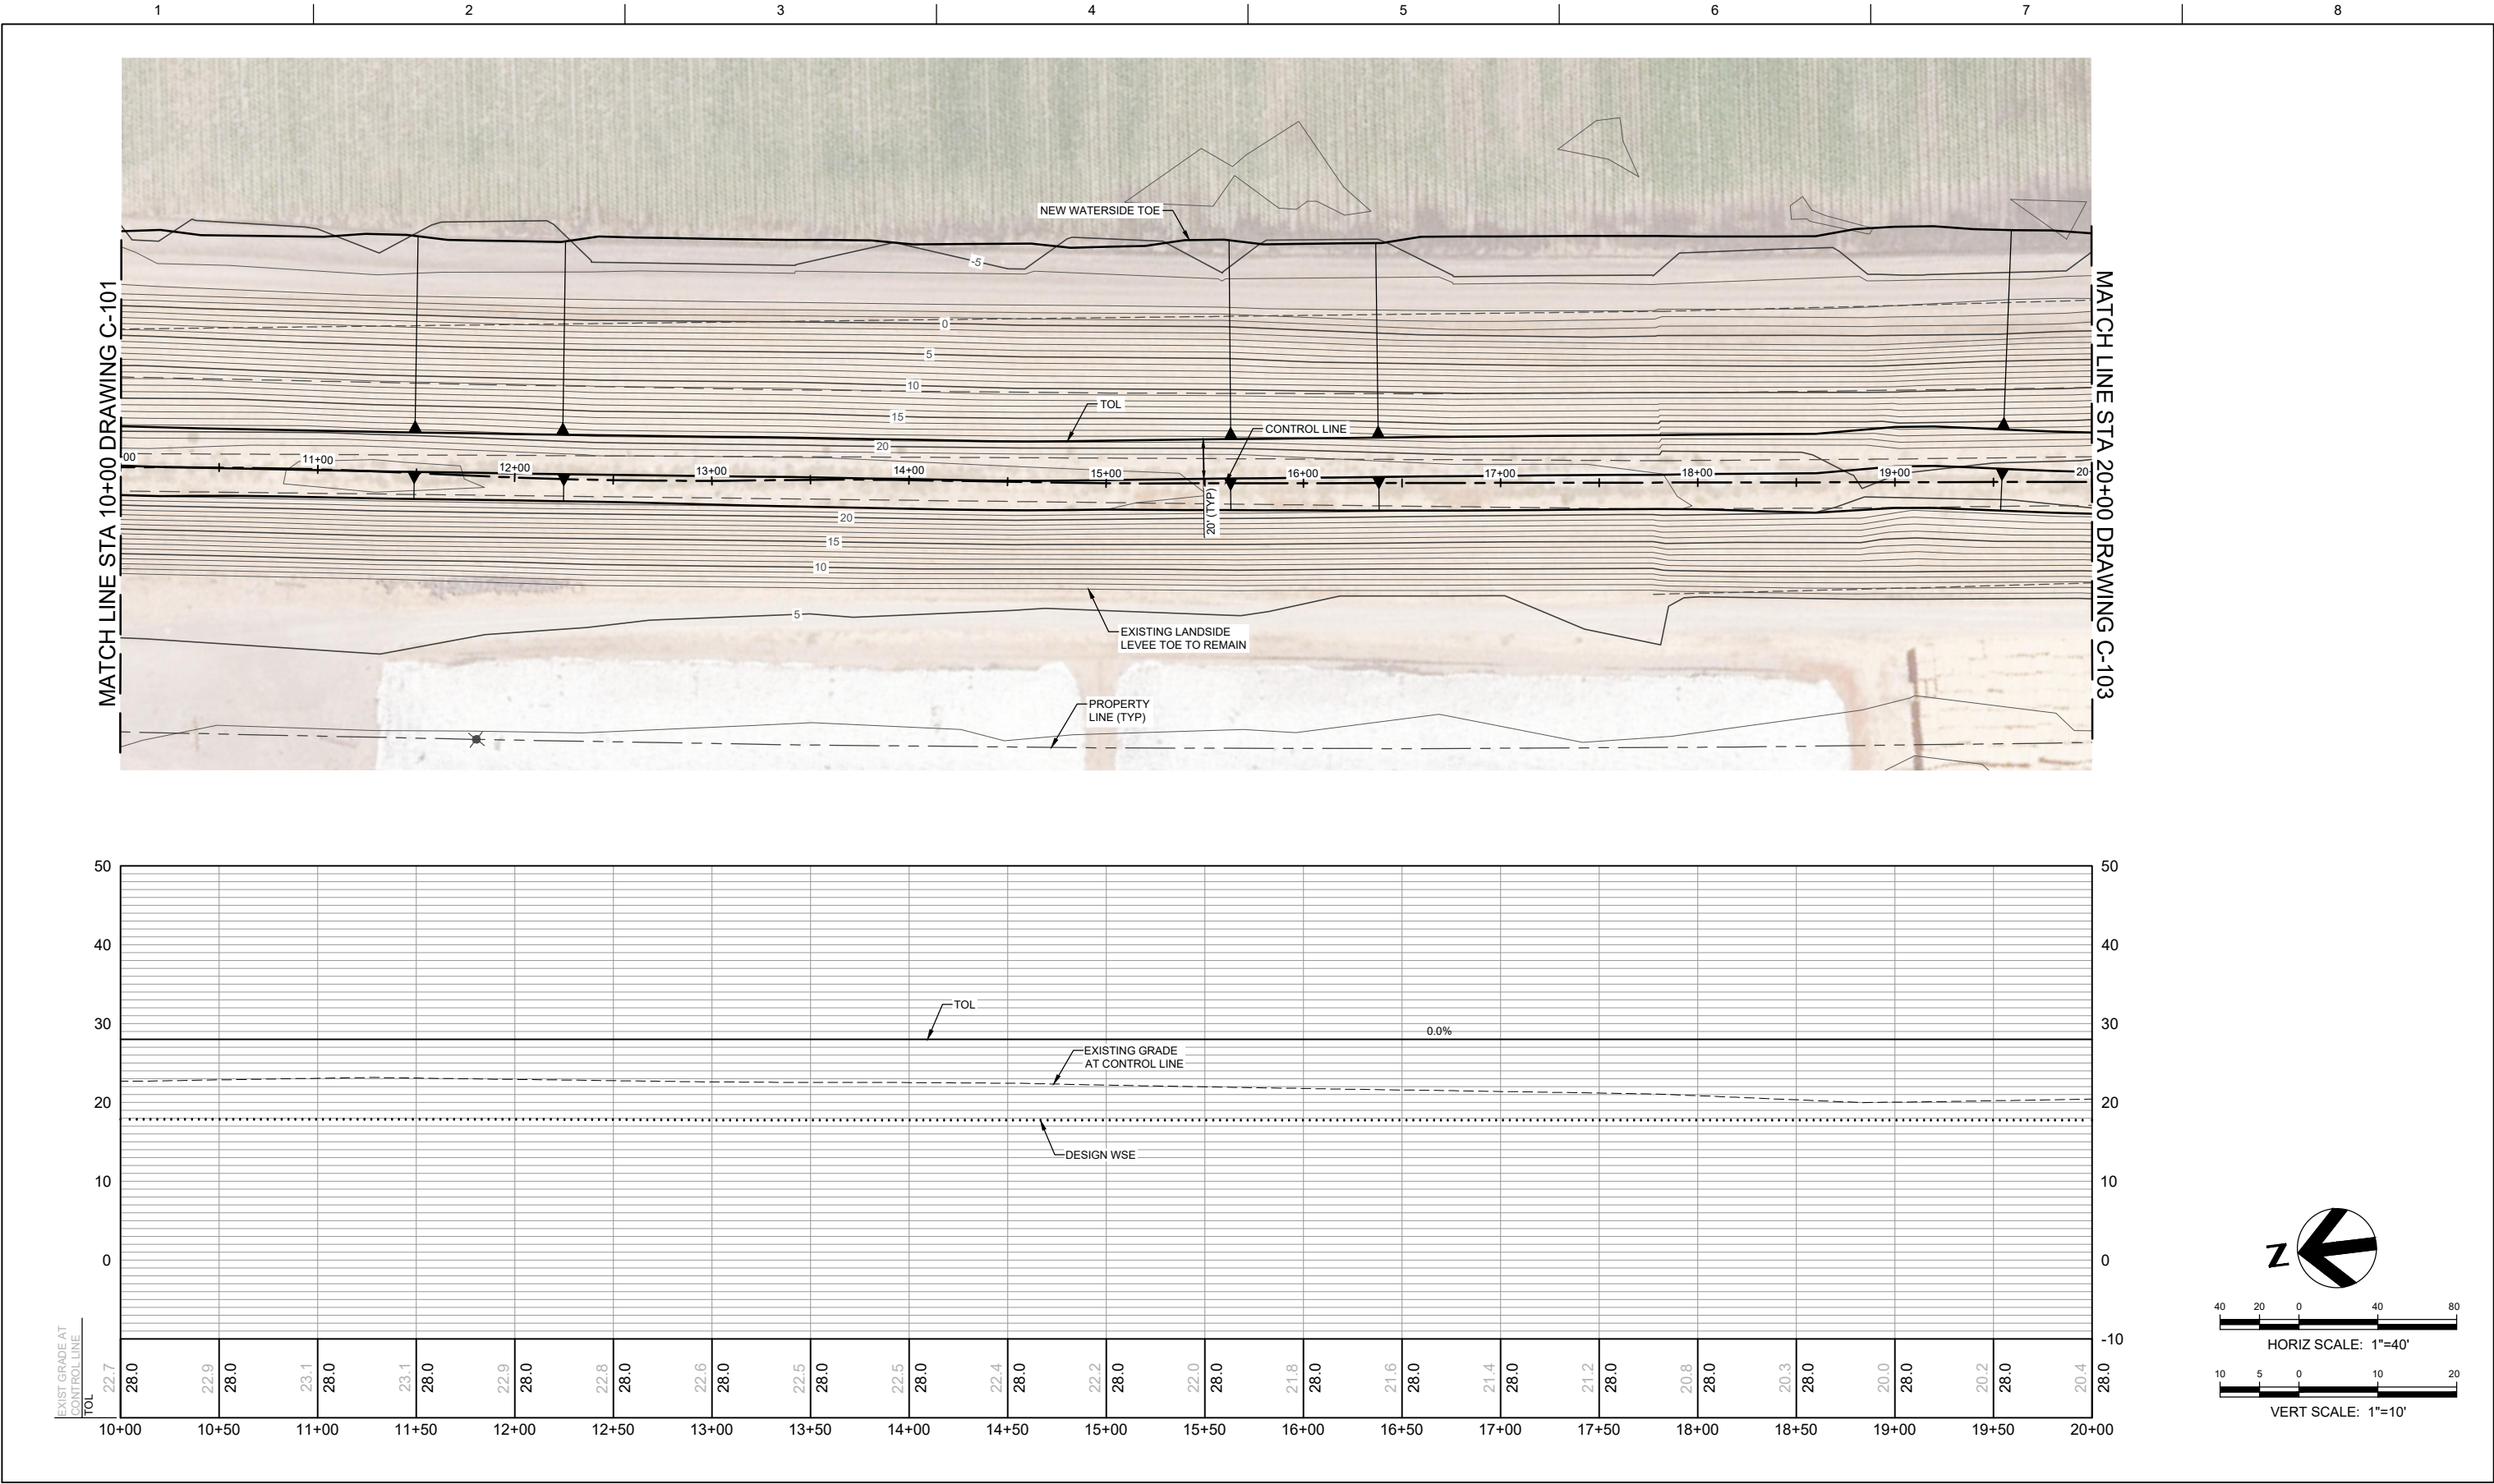 1 2 3 4 5 6 7 8
MATCH LINE STA 10+00 DRAWING C-101
MATCH LINE STA 20+00 DRAWING C-103
NEW WATERSIDE TOE
-5
0
5
10
15
TOL
CONTROL LINE
20
00 11+00 12+00 13+00 14+00 15+00 16+00 17+00 18+00 19+00 20+
20' (TYP)
20
15
10
5
EXISTING LANDSIDE
LEVEE TOE TO REMAIN
PROPERTY
LINE (TYP)
50 50
40 40
30 30
20 20
10 10
0 0
-10
TOL
0.0%
EXISTING GRADE
AT CONTROL LINE
DESIGN WSE
EXIST GRADE AT
CONTROL LINE
TOL
22.7 22.9 23.1 23.1 22.9 22.8 22.6 22.5 22.5 22.4 22.2 22.0 21.8 21.6 21.4 21.2 20.8 20.3 20.0 20.2 20.4
28.0 28.0 28.0 28.0 28.0 28.0 28.0 28.0 28.0 28.0 28.0 28.0 28.0 28.0 28.0 28.0 28.0 28.0 28.0 28.0 28.0
10+00 10+50 11+00 11+50 12+00 12+50 13+00 13+50 14+00 14+50 15+00 15+50 16+00 16+50 17+00 17+50 18+00 18+50 19+00 19+50 20+00
N
40 20 0 40 80
HORIZ SCALE: 1"=40'
10 5 0 10 20
VERT SCALE: 1"=10'